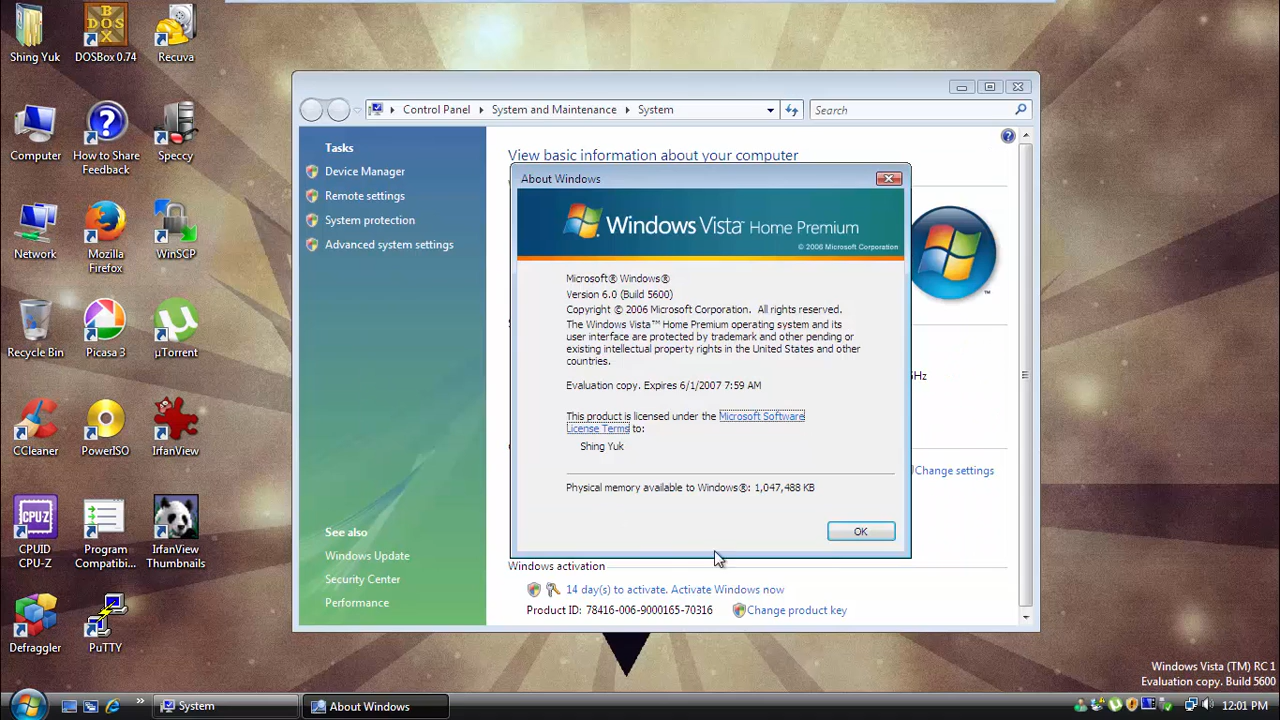 Shing Yuk
BOX
DOS
DOSBox 0.74
Recuva
Computer
How to Share
Feedback
Speccy
Network
Mozilla
Firefox
WinSCP
Recycle Bin
Picasa 3
µTorrent
CCleaner
PowerISO
IrfanView
CPU-Z
CPUID
CPU-Z
Program
Compatibi...
IrfanView
Thumbnails
Defraggler
PuTTY
Control Panel
System and Maintenance
System
Search
Tasks
Device Manager
Remote settings
System protection
Advanced system settings
See also
Windows Update
Security Center
Performance
View basic information about your computer
About Windows
Windows Vista™ Home Premium
© 2006 Microsoft Corporation
Microsoft® Windows®
Version 6.0 (Build 5600)
Copyright © 2006 Microsoft Corporation. All rights reserved.
The Windows Vista™ Home Premium operating system and its
user interface are protected by trademark and other pending or
existing intellectual property rights in the United States and other
countries.
Evaluation copy. Expires 6/1/2007 7:59 AM
This product is licensed under the Microsoft Software
License Terms to:
Shing Yuk
Physical memory available to Windows®: 1,047,488 KB
OK
™
Change settings
Windows activation
14 day(s) to activate. Activate Windows now
Product ID: 78416-006-9000165-70316
Change product key
Windows Vista (TM) RC 1
Evaluation copy. Build 5600
System
About Windows
12:01 PM